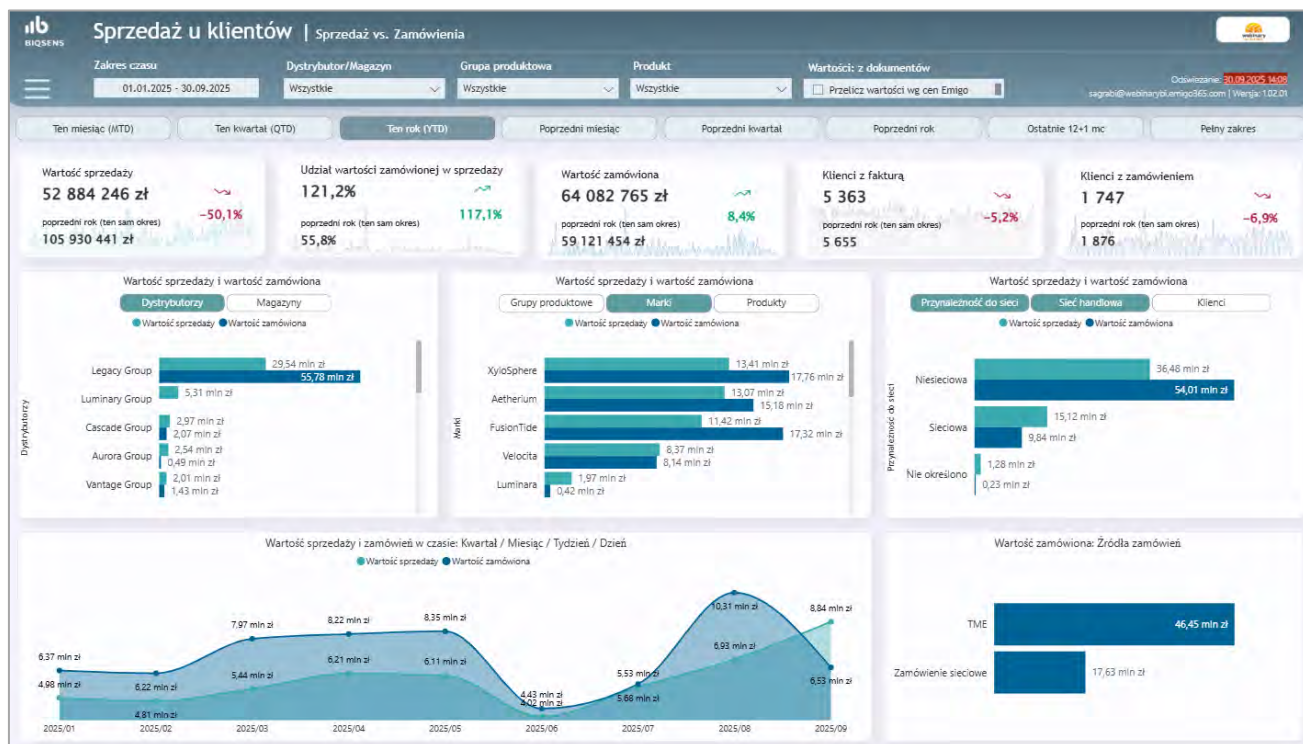 BIQSENS
Sprzedaż u klientów | Sprzedaż vs. Zamówienia
webinary
Zakres czasu
Dystrybutor/Magazyn
Grupa produktowa
Produkt
Wartości: z dokumentów
01.01.2025 - 30.09.2025
Wszystkie
Wszystkie
Wszystkie
Przelicz wartości wg cen Emigo
Odświeżanie: 30.09.2025 14:08
sagrabi@webinarybi.emigo365.com | Wersja: 1.02.01
Ten miesiąc (MTD)
Ten kwartał (QTD)
Ten rok (YTD)
Poprzedni miesiąc
Poprzedni kwartał
Poprzedni rok
Ostatnie 12+1 mc
Pełny zakres
Wartość sprzedaży
52 884 246 zł
-50,1%
poprzedni rok (ten sam okres)
105 930 441 zł
Udział wartości zamówionej w sprzedaży
121,2%
117,1%
poprzedni rok (ten sam okres)
55,8%
Wartość zamówiona
64 082 765 zł
8,4%
poprzedni rok (ten sam okres)
59 121 454 zł
Klienci z fakturą
5 363
-5,2%
poprzedni rok (ten sam okres)
5 655
Klienci z zamówieniem
1 747
-6,9%
poprzedni rok (ten sam okres)
1 876
Wartość sprzedaży i wartość zamówiona
Dystrybutorzy
Magazyny
Wartość sprzedaży
Wartość zamówiona
Dystrybutorzy
Legacy Group
29,54 mln zł
55,78 mln zł
Luminary Group
5,31 mln zł
Cascade Group
2,97 mln zł
2,07 mln zł
Aurora Group
2,54 mln zł
0,49 mln zł
Vantage Group
2,01 mln zł
1,43 mln zł
Wartość sprzedaży i wartość zamówiona
Grupy produktowe
Marki
Produkty
Wartość sprzedaży
Wartość zamówiona
Marki
XyloSphere
13,41 mln zł
17,76 mln zł
Aetherium
13,07 mln zł
15,18 mln zł
FusionTide
11,42 mln zł
17,32 mln zł
Velocita
8,37 mln zł
8,14 mln zł
Luminara
1,97 mln zł
0,42 mln zł
Wartość sprzedaży i wartość zamówiona
Przynależność do sieci
Sieć handlowa
Klienci
Wartość sprzedaży
Wartość zamówiona
Przynależność do sieci
Niesieciowa
36,48 mln zł
54,01 mln zł
Sieciowa
15,12 mln zł
9,84 mln zł
Nie określono
1,28 mln zł
0,23 mln zł
Wartość sprzedaży i zamówień w czasie: Kwartał / Miesiąc / Tydzień / Dzień
Wartość sprzedaży
Wartość zamówiona
6,37 mln zł
6,22 mln zł
7,97 mln zł
8,22 mln zł
8,35 mln zł
4,43 mln zł
5,53 mln zł
10,31 mln zł
8,84 mln zł
4,98 mln zł
4,81 mln zł
5,44 mln zł
6,21 mln zł
6,11 mln zł
4,02 mln zł
5,68 mln zł
6,93 mln zł
6,53 mln zł
2025/01
2025/02
2025/03
2025/04
2025/05
2025/06
2025/07
2025/08
2025/09
Wartość zamówiona: Źródła zamówień
TME
46,45 mln zł
Zamówienie sieciowe
17,63 mln zł